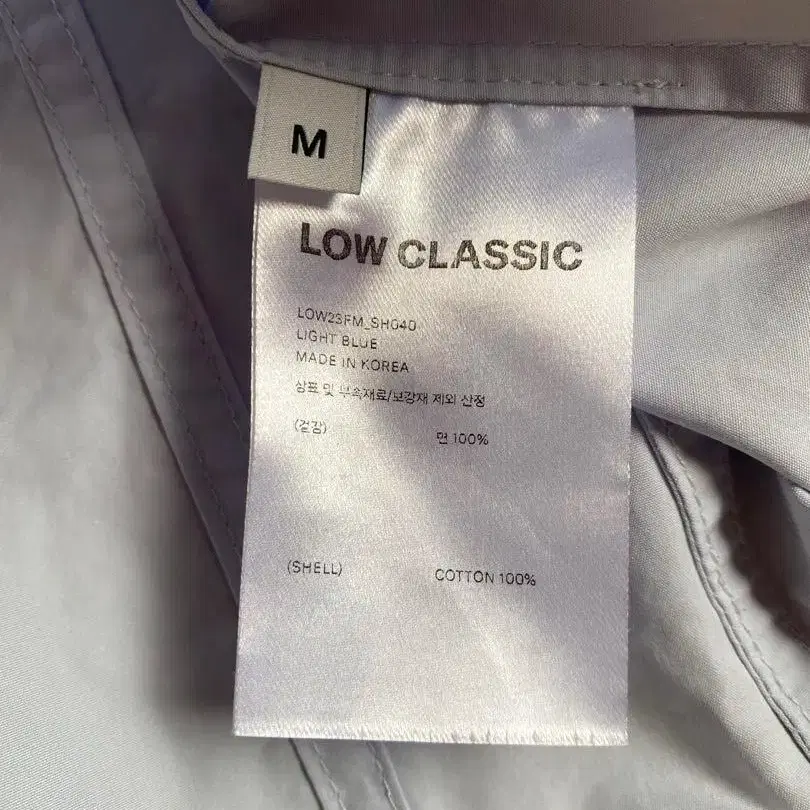 M
LOW CLASSIC
LOW23FM_SH040
LIGHT BLUE
MADE IN KOREA
상표 및 부속재료/보강재 제외 산정
(겉감) 면 100%
(SHELL) COTTON 100%